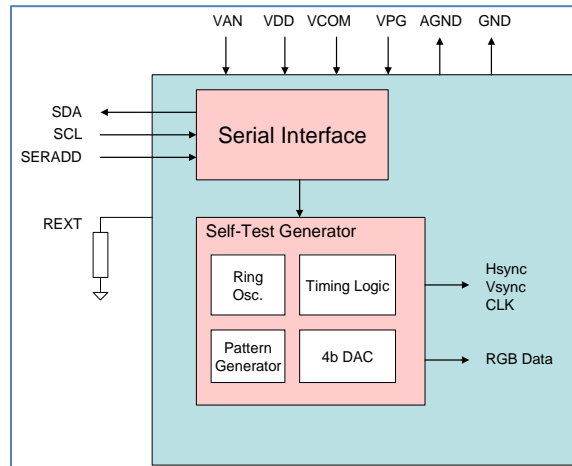 VAN VDD VCOM VPG AGND GND
SDA
SCL
SERADD
Serial Interface
REXT
Self-Test Generator
Ring
Osc.
Timing Logic
Pattern
Generator
4b DAC
Hsync
Vsync
CLK
RGB Data